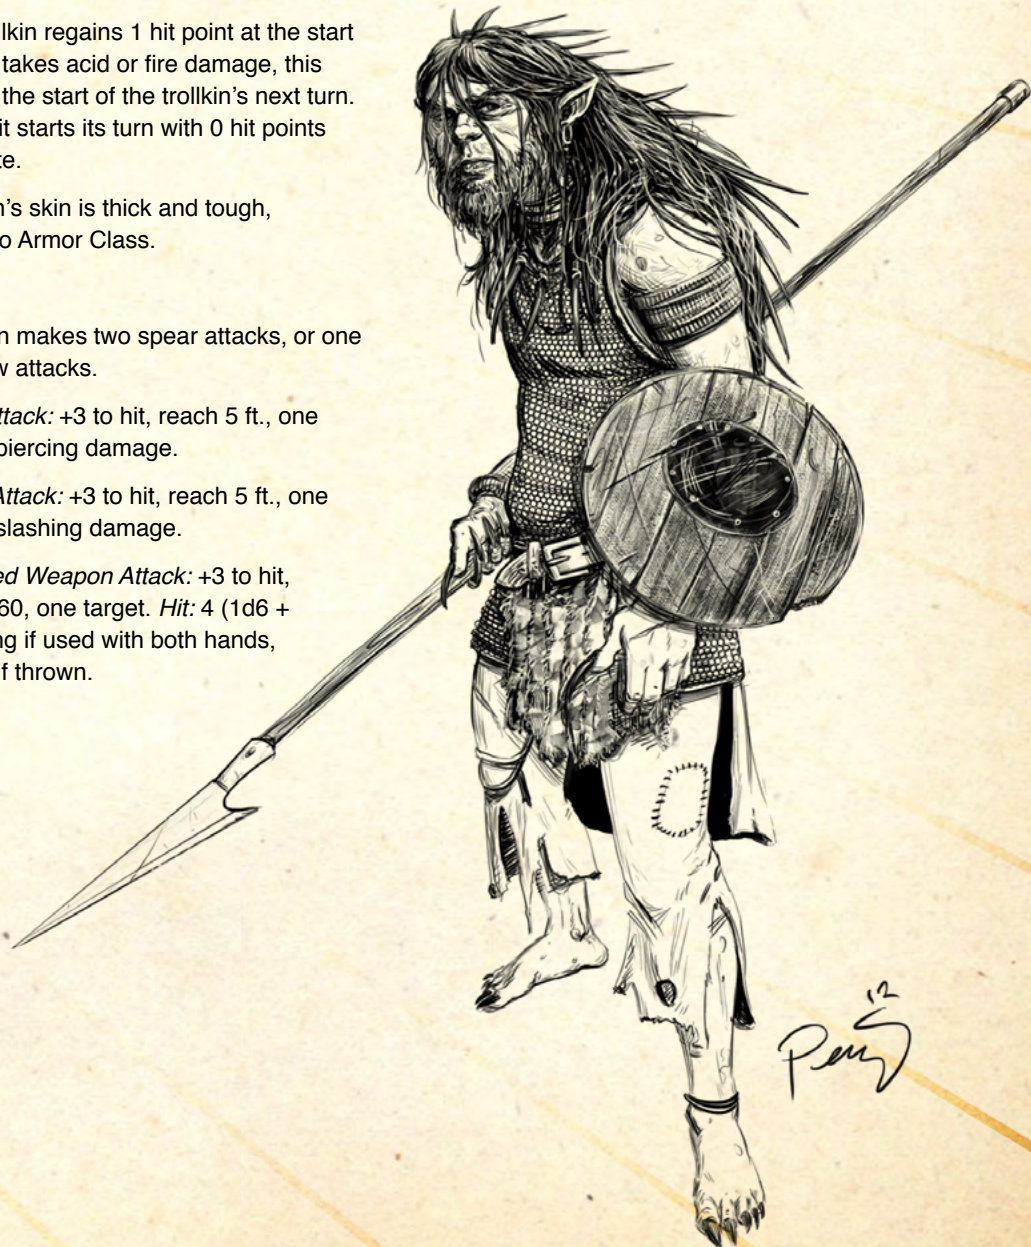 llkin regains 1 hit point at the start
takes acid or fire damage, this
the start of the trollkin’s next turn.
it starts its turn with 0 hit points
te.
n’s skin is thick and tough,
o Armor Class.
n makes two spear attacks, or one
w attacks.
ttack: +3 to hit, reach 5 ft., one
piercing damage.
Attack: +3 to hit, reach 5 ft., one
slashing damage.
ed Weapon Attack: +3 to hit,
60, one target. Hit: 4 (1d6 +
ng if used with both hands,
f thrown.
12